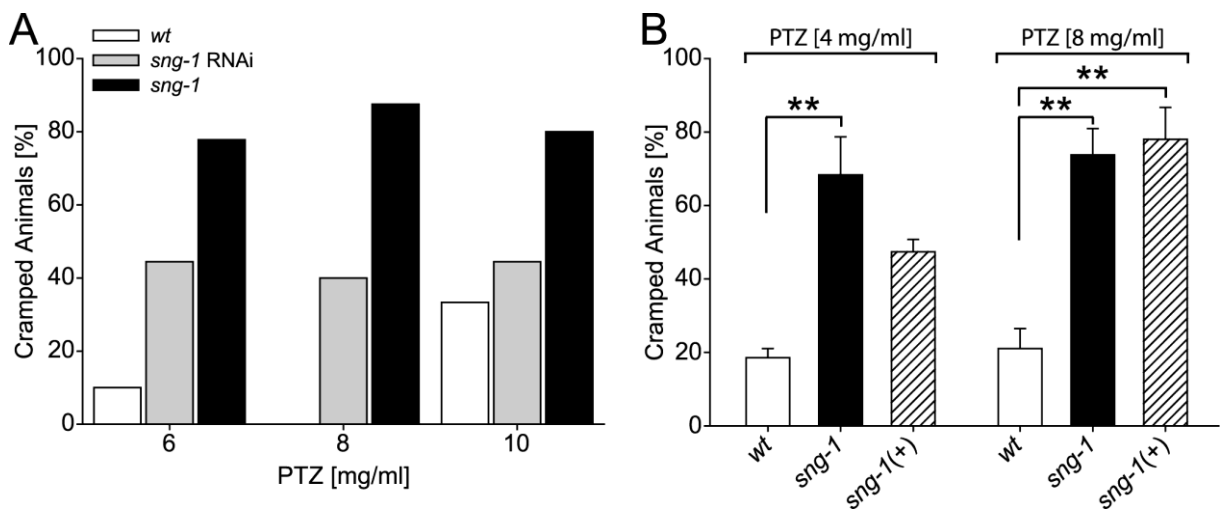 A
wt
sng-1 RNAi
sng-1
100
80
60
40
20
0
Cramped Animals [%]
6 8 10
PTZ [mg/ml]
B
PTZ [4 mg/ml] PTZ [8 mg/ml]
100
80
60
40
20
0
Cramped Animals [%]
**
**
**
wt sng-1 sng-1(+) wt sng-1 sng-1(+)